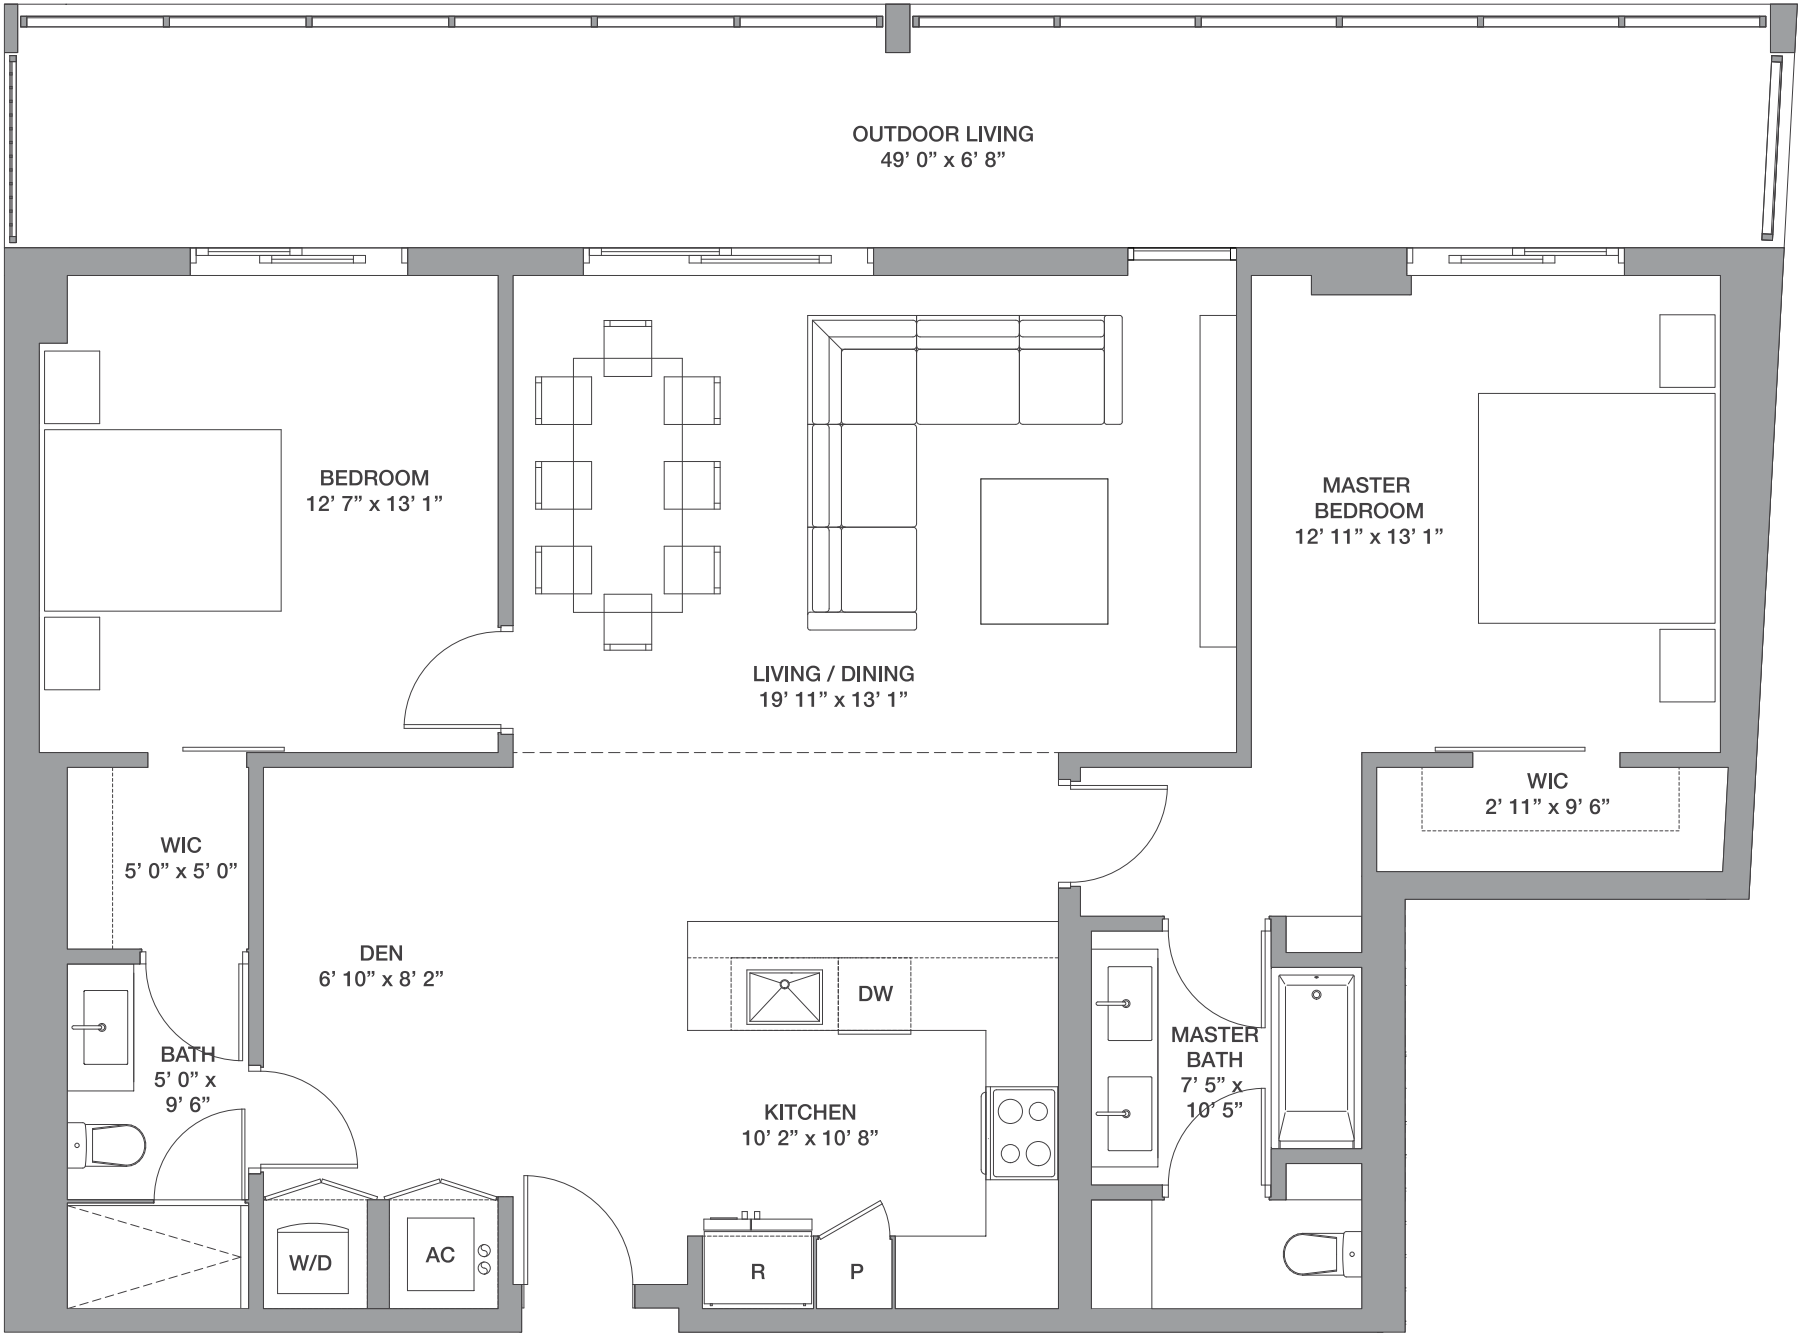 OUTDOOR LIVING
49’ 0” x 6’ 8”
BEDROOM
12’ 7” x 13’ 1”
MASTER
BEDROOM
12’ 11” x 13’ 1”
LIVING / DINING
19’ 11” x 13’ 1”
WIC
2’ 11” x 9’ 6”
WIC
5’ 0” x 5’ 0”
DEN
6’ 10” x 8’ 2”
DW
MASTER
BATH
7’ 5” x
10’ 5”
BATH
5’ 0” x
9’ 6”
KITCHEN
10’ 2” x 10’ 8”
W/D
AC
R
P